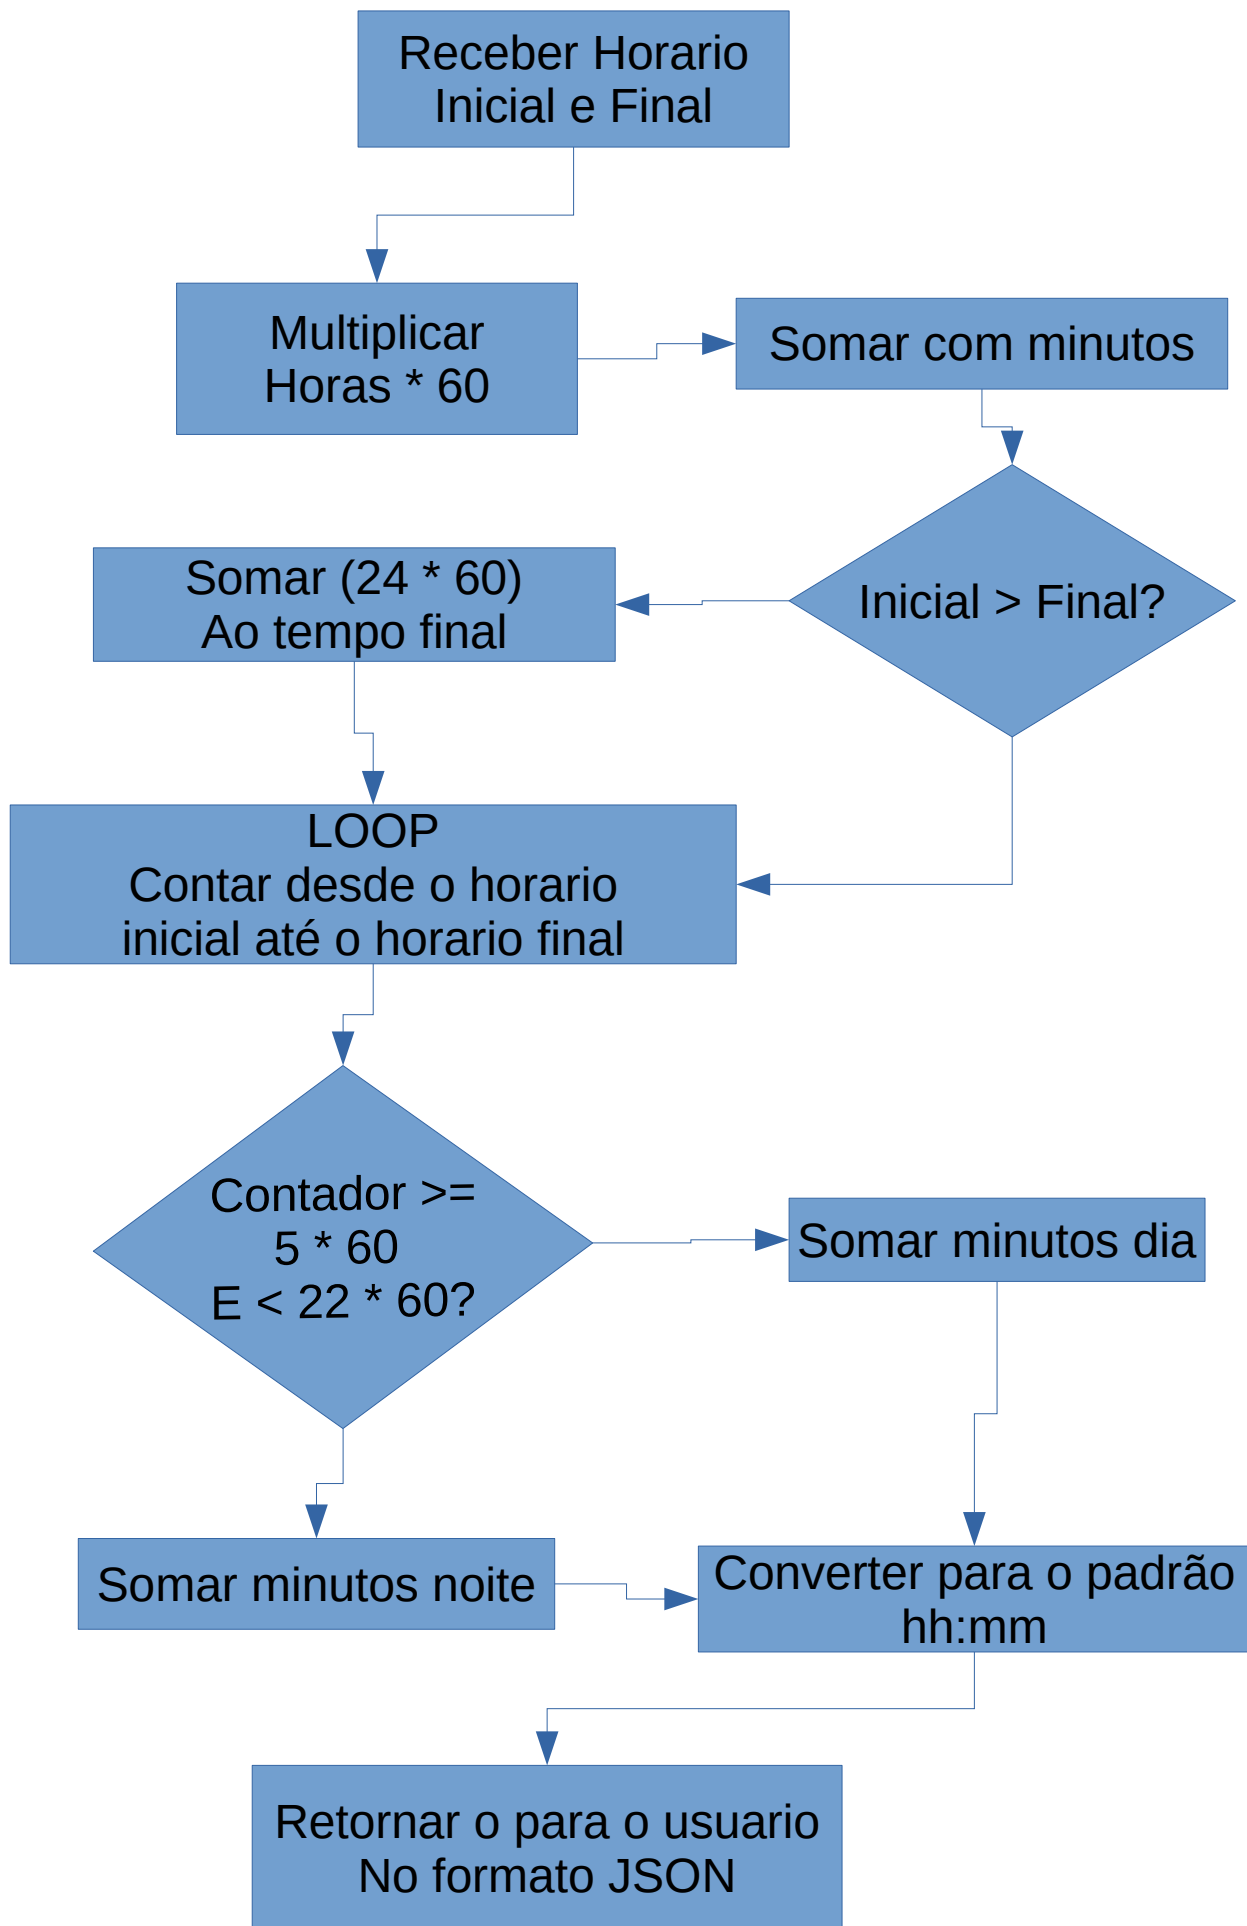 Receber Horario
Inicial e Final
Multiplicar
Horas * 60
Somar com minutos
Inicial > Final?
Somar (24 * 60)
Ao tempo final
LOOP
Contar desde o horario
inicial até o horario final
Contador >=
5 * 60
E < 22 * 60?
Somar minutos dia
Somar minutos noite
Converter para o padrão
hh:mm
Retornar o para o usuario
No formato JSON